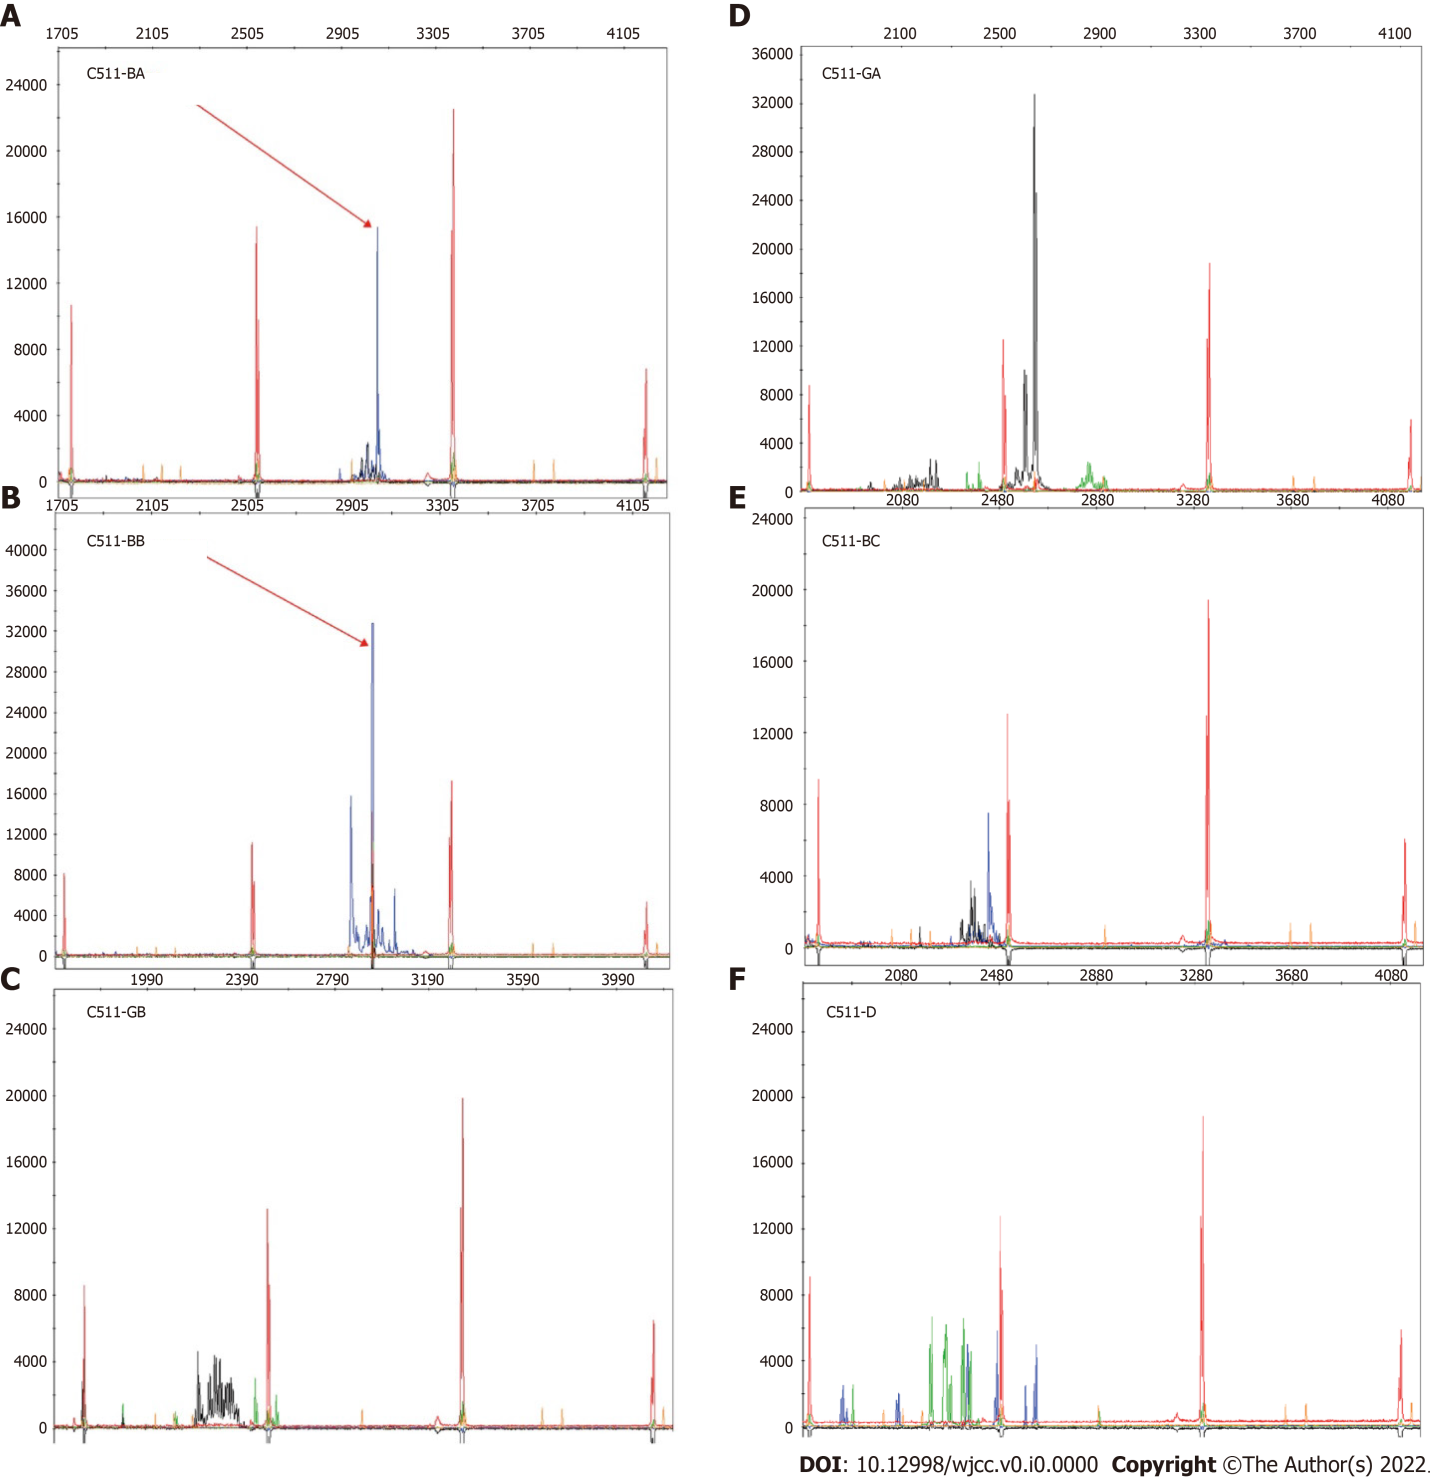 A
1705 2105 2505 2905 3305 3705 4105
C511-BA
24000
20000
16000
12000
8000
4000
0
B
1705 2105 2505 2905 3305 3705 4105
C511-BB
40000
36000
32000
28000
24000
20000
16000
12000
8000
4000
0
C
1990 2390 2790 3190 3590 3990
C511-GB
24000
20000
16000
12000
8000
4000
0
D
2100 2500 2900 3300 3700 4100
36000
C511-GA
32000
28000
24000
20000
16000
12000
8000
4000
0
E
2080 2480 2880 3280 3680 4080
24000
C511-BC
20000
16000
12000
8000
4000
0
F
2080 2480 2880 3280 3680 4080
C511-D
24000
20000
16000
12000
8000
4000
0
DOI: 10.12998/wjcc.v0.i0.0000 Copyright ©The Author(s) 2022.